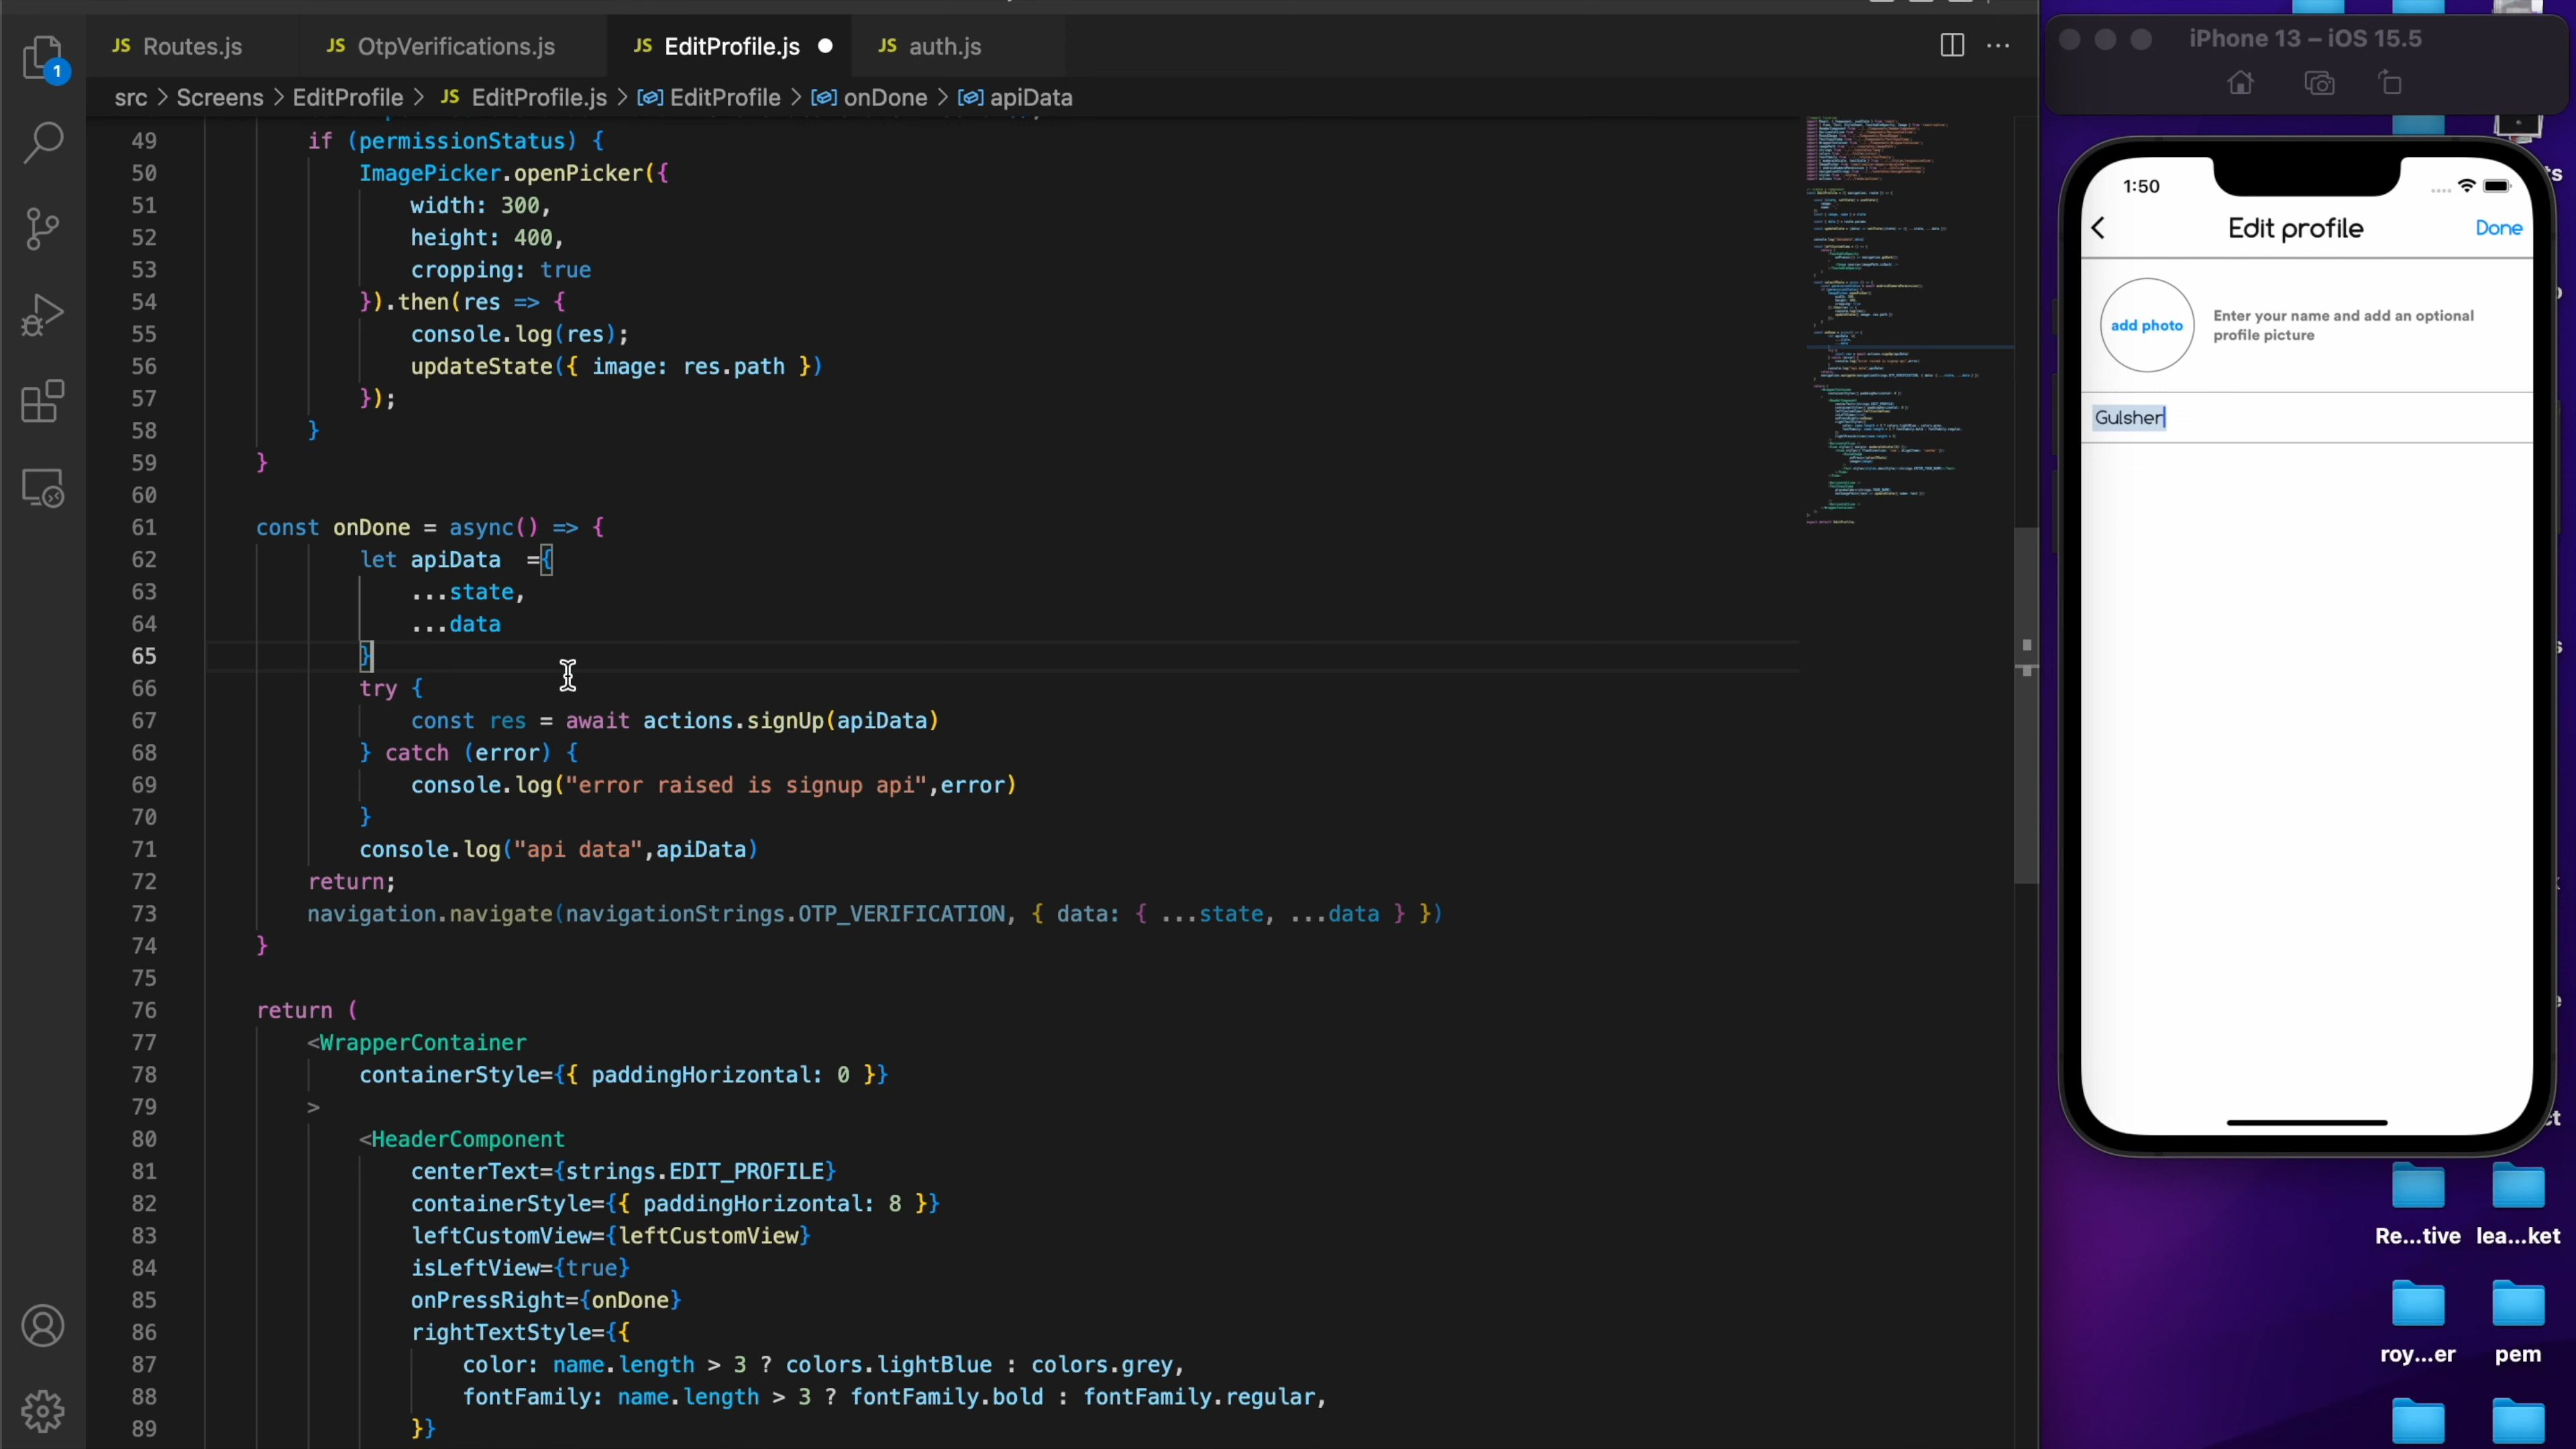 JS Routes.js
JS OtpVerifications.js
JS EditProfile.js
JS auth.js
1
src > Screens > EditProfile > JS EditProfile.js > EditProfile > onDone > apiData
49 if (permissionStatus) {
50 ImagePicker.openPicker({
51 width: 300,
52 height: 400,
53 cropping: true
54 }).then(res => {
55 console.log(res);
56 updateState({ image: res.path })
57 });
58 }
59 }
60
61 const onDone = async() => {
62 let apiData  ={
63 ...state,
64 ...data
65 }
66 try {
67 const res = await actions.signUp(apiData)
68 } catch (error) {
69 console.log("error raised is signup api",error)
70 }
71 console.log("api data",apiData)
72 return;
73 navigation.navigate(navigationStrings.OTP_VERIFICATION, { data: { ...state, ...data } })
74 }
75
76 return (
77 <WrapperContainer
78 containerStyle={{ paddingHorizontal: 0 }}
79 >
80 <HeaderComponent
81 centerText={strings.EDIT_PROFILE}
82 containerStyle={{ paddingHorizontal: 8 }}
83 leftCustomView={leftCustomView}
84 isLeftView={true}
85 onPressRight={onDone}
86 rightTextStyle={{
87 color: name.length > 3 ? colors.lightBlue : colors.grey,
88 fontFamily: name.length > 3 ? fontFamily.bold : fontFamily.regular,
89 }}
iPhone 13 – iOS 15.5
1:50
Edit profile
Done
add photo
Enter your name and add an optional
profile picture
Gulsher
Re...tive
lea...ket
roy...er
pem